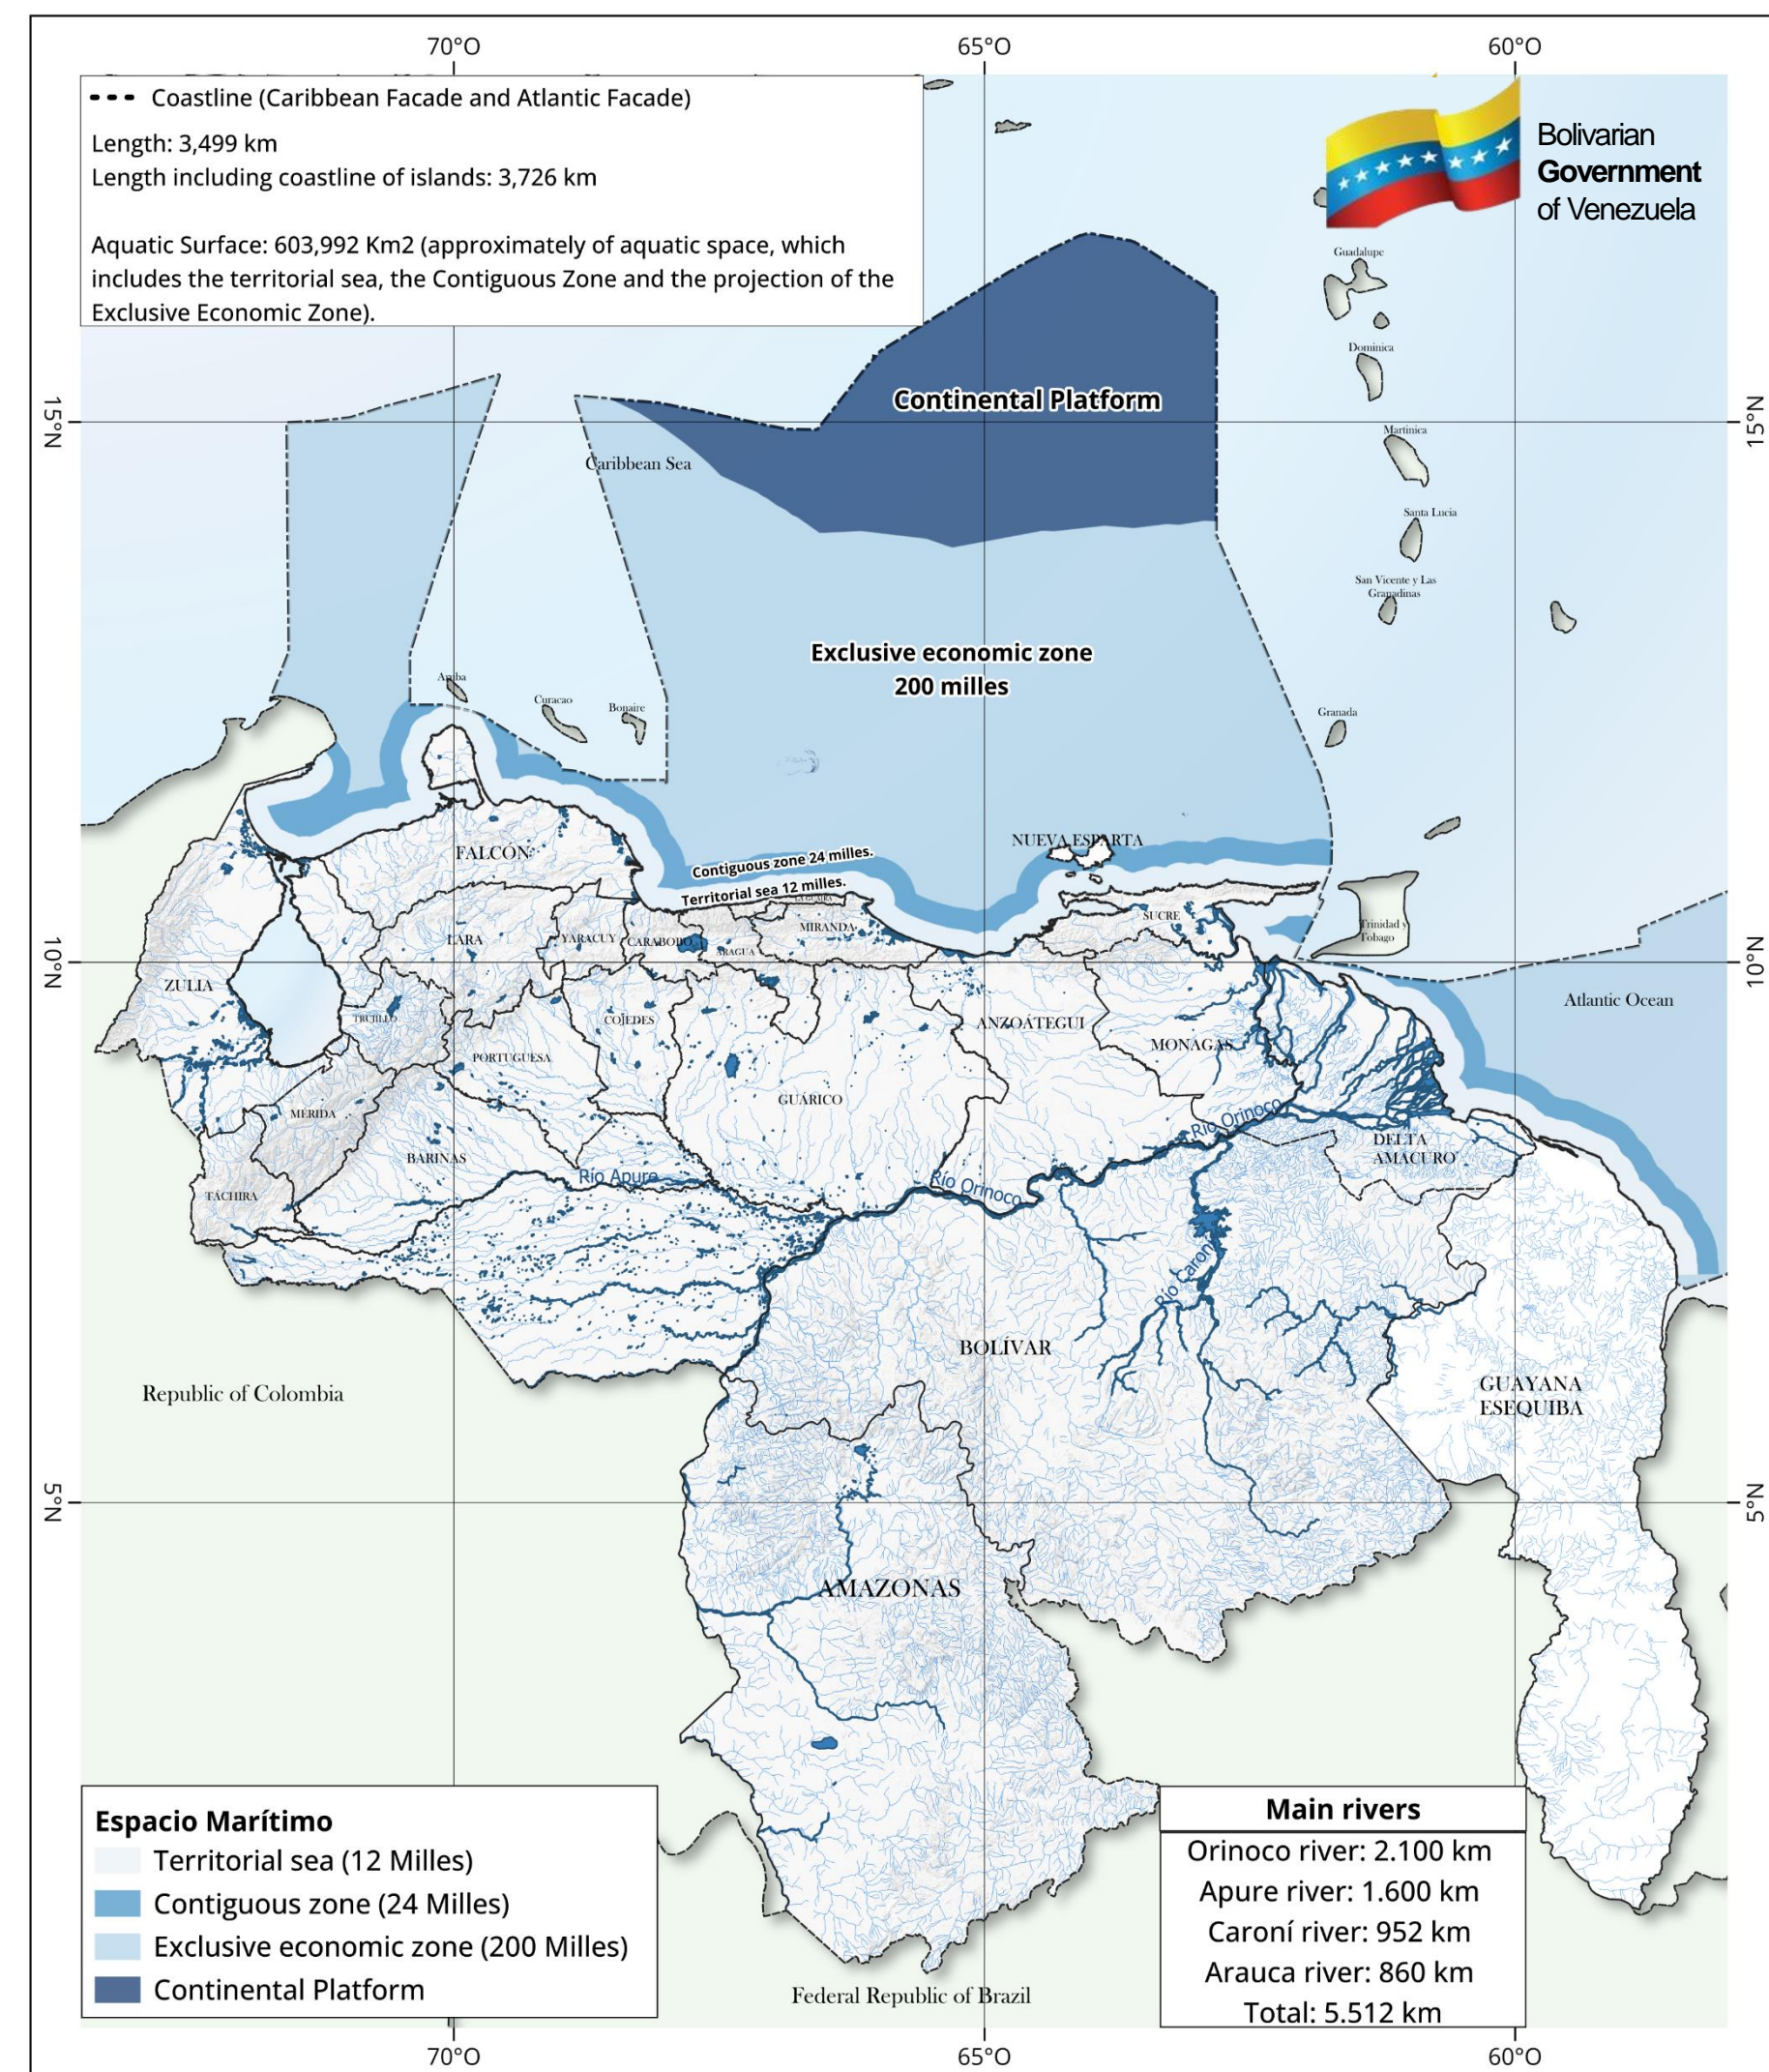 70°O 65°O 60°O
Coastline (Caribbean Facade and Atlantic Facade)
Length: 3,499 km
Length including coastline of islands: 3,726 km
Aquatic Surface: 603,992 Km2 (approximately of aquatic space, which
includes the territorial sea, the Contiguous Zone and the projection of the
Exclusive Economic Zone).
Bolivarian
Government
of Venezuela
Guadalupe
Dominica
Continental Platform
15°N
15°N
Martinica
Caribbean Sea
Santa Lucia
San Vicente y Las
Granadinas
Exclusive economic zone
200 milles
Aruba
Curacao
Bonaire
Granada
NUEVA ESPARTA
FALCÓN
Contiguous zone 24 milles.
Territorial sea 12 milles.
LA GUAIRA
SUCRE
MIRANDA
Trinidad y
Tobago
LARA
YARACUY
CARABOBO
ARAGUA
10°N
10°N
ZULIA
Atlantic Ocean
TRUJILLO
COJEDES
ANZOÁTEGUI
MONAGAS
PORTUGUESA
GUÁRICO
MÉRIDA
Río Orinoco
DELTA
AMACURO
BARINAS
Río Apure
Río Orinoco
TÁCHIRA
Río Caroní
BOLÍVAR
Republic of Colombia
GUAYANA
ESEQUIBA
5°N
5°N
AMAZONAS
Espacio Marítimo
Territorial sea (12 Milles)
Contiguous zone (24 Milles)
Exclusive economic zone (200 Milles)
Continental Platform
Main rivers
Orinoco river: 2.100 km
Apure river: 1.600 km
Caroní river: 952 km
Arauca river: 860 km
Total: 5.512 km
Federal Republic of Brazil
70°O 65°O 60°O